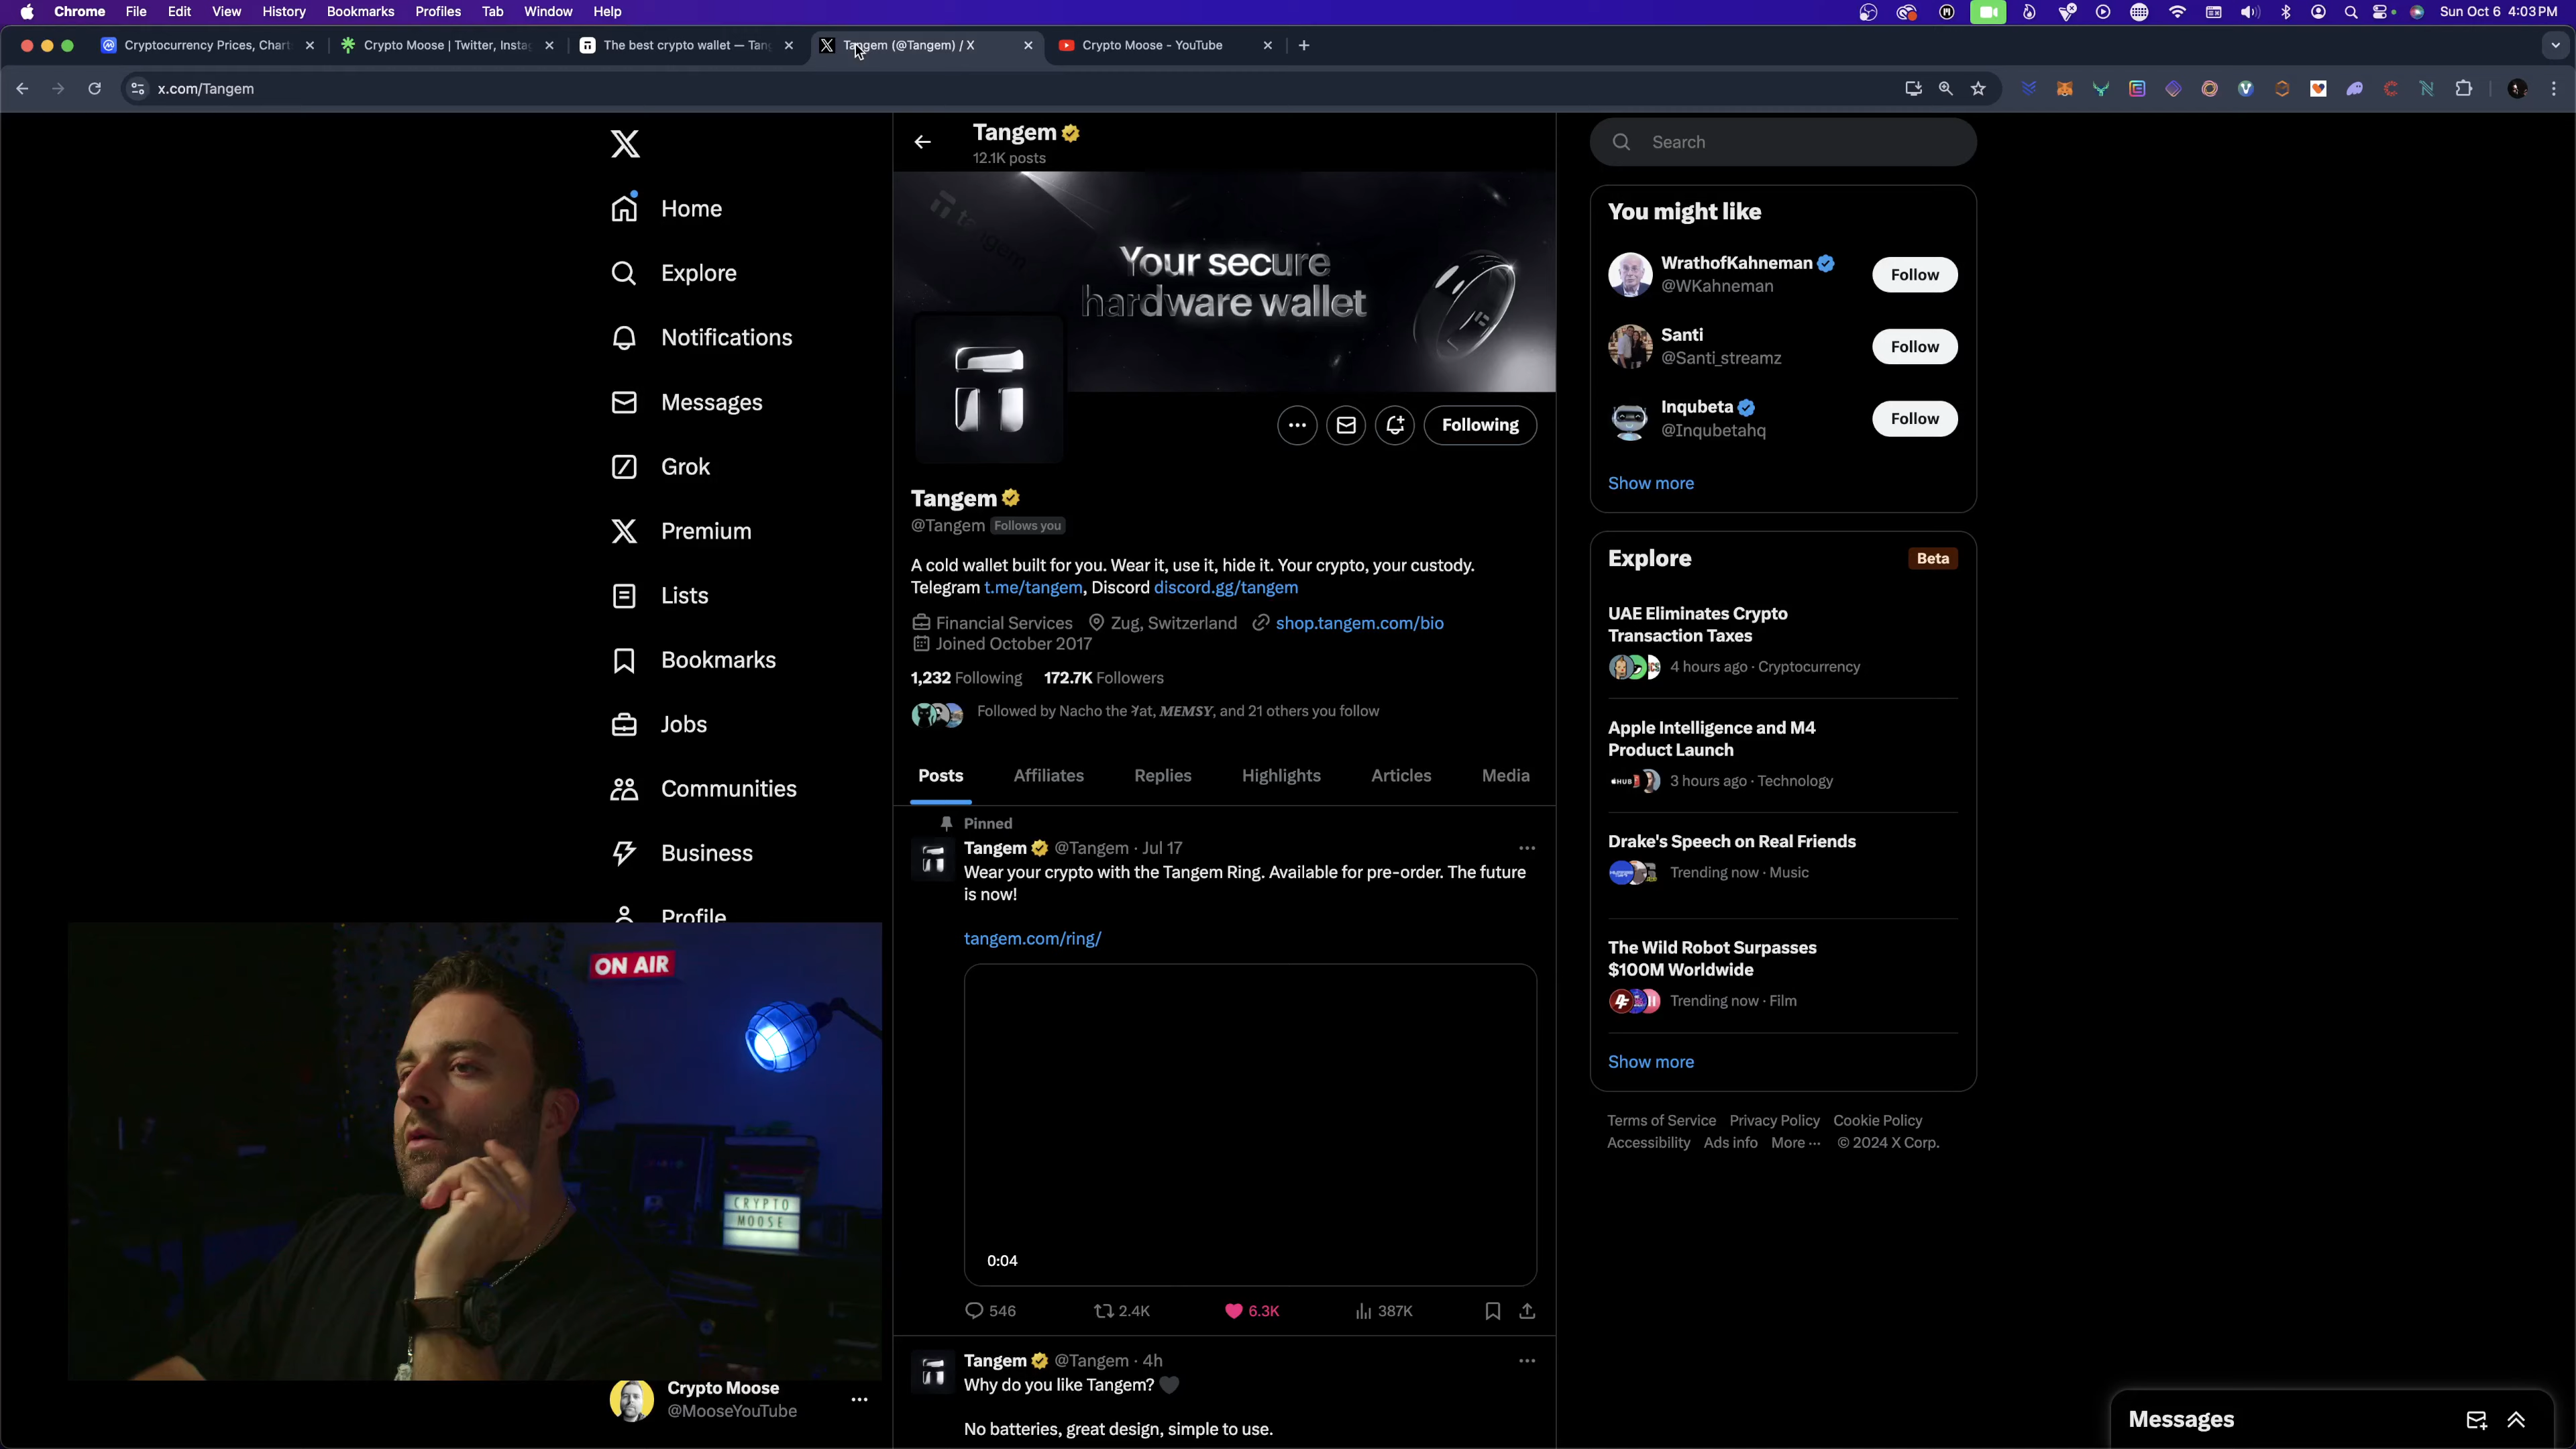 Chrome File Edit View History Bookmarks Profiles Tab Window Help
Sun Oct 6 4:03 PM
Cryptocurrency Prices, Chart
Crypto Moose | Twitter, Insta
The best crypto wallet — Tang
Tangem (@Tangem) / X
Crypto Moose - YouTube
x.com/Tangem
Home
Explore
Notifications
Messages
Grok
Premium
Lists
Bookmarks
Jobs
Communities
Business
Profile
ON AIR
CRYPTO
MOOSE
Crypto Moose
@MooseYouTube
Tangem
12.1K posts
tangem
Your secure
hardware wallet
Following
Tangem
@Tangem Follows you
A cold wallet built for you. Wear it, use it, hide it. Your crypto, your custody.
Telegram t.me/tangem, Discord discord.gg/tangem
Financial Services Zug, Switzerland shop.tangem.com/bio
Joined October 2017
1,232 Following 172.7K Followers
Followed by Nacho the 𐤊at, MEMSY, and 21 others you follow
Posts Affiliates Replies Highlights Articles Media
Pinned
Tangem @Tangem · Jul 17
Wear your crypto with the Tangem Ring. Available for pre-order. The future
is now!
tangem.com/ring/
0:04
546 2.4K 6.3K 387K
Tangem @Tangem · 4h
Why do you like Tangem? 🖤
No batteries, great design, simple to use.
Search
You might like
WrathofKahneman
@WKahneman
Follow
Santi
@Santi_streamz
Follow
Inqubeta
@Inqubetahq
Follow
Show more
Explore Beta
UAE Eliminates Crypto
Transaction Taxes
4 hours ago · Cryptocurrency
Apple Intelligence and M4
Product Launch
3 hours ago · Technology
Drake's Speech on Real Friends
Trending now · Music
The Wild Robot Surpasses
$100M Worldwide
Trending now · Film
Show more
Terms of Service Privacy Policy Cookie Policy
Accessibility Ads info More ··· © 2024 X Corp.
Messages